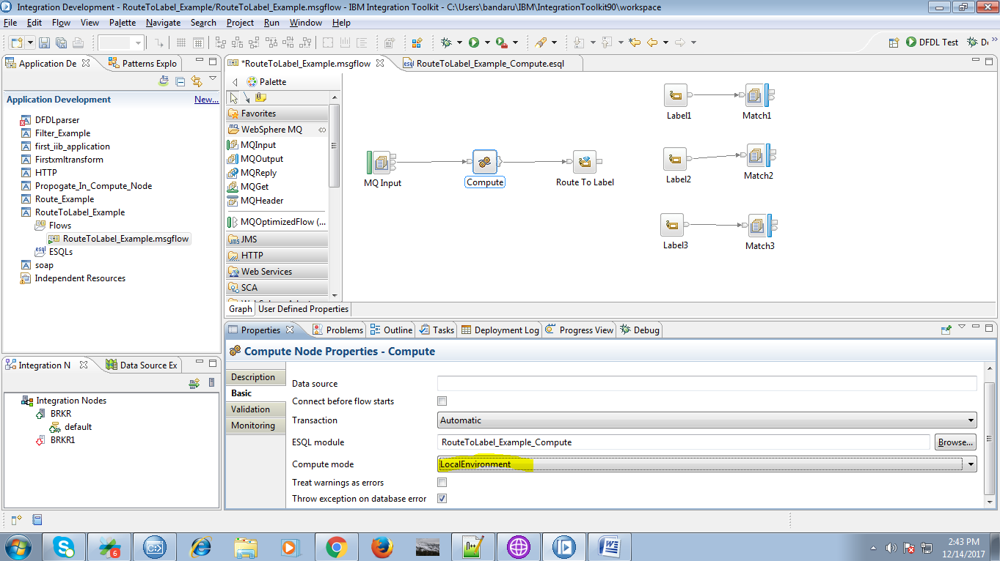 Integration Development - RouteToLabel_Example/RouteToLabel_Example.msgflow - IBM Integration Toolkit - C:\Users\bandaru\IBM\IntegrationToolkit90\workspace
File Edit Flow View Palette Navigate Search Project Run Window Help
DFDL Test
Application De
Patterns Explo
Application Development
New...
DFDLparser
Filter_Example
first_iib_application
Firstxmltransform
HTTP
Propogate_In_Compute_Node
Route_Example
RouteToLabel_Example
Flows
RouteToLabel_Example.msgflow
ESQLs
soap
Independent Resources
*RouteToLabel_Example.msgflow
RouteToLabel_Example_Compute.esql
Palette
Favorites
WebSphere MQ
MQInput
MQOutput
MQReply
MQGet
MQHeader
MQOptimizedFlow (...
JMS
HTTP
Web Services
SCA
MQ Input
Compute
Route To Label
Label1
Match1
Label2
Match2
Label3
Match3
Graph
User Defined Properties
Integration N
Data Source Ex
Integration Nodes
BRKR
default
BRKR1
Properties
Problems
Outline
Tasks
Deployment Log
Progress View
Debug
Compute Node Properties - Compute
Description
Basic
Validation
Monitoring
Data source
Connect before flow starts
Transaction
Automatic
ESQL module
RouteToLabel_Example_Compute
Browse...
Compute mode
LocalEnvironment
Treat warnings as errors
Throw exception on database error
6
2:43 PM
12/14/2017